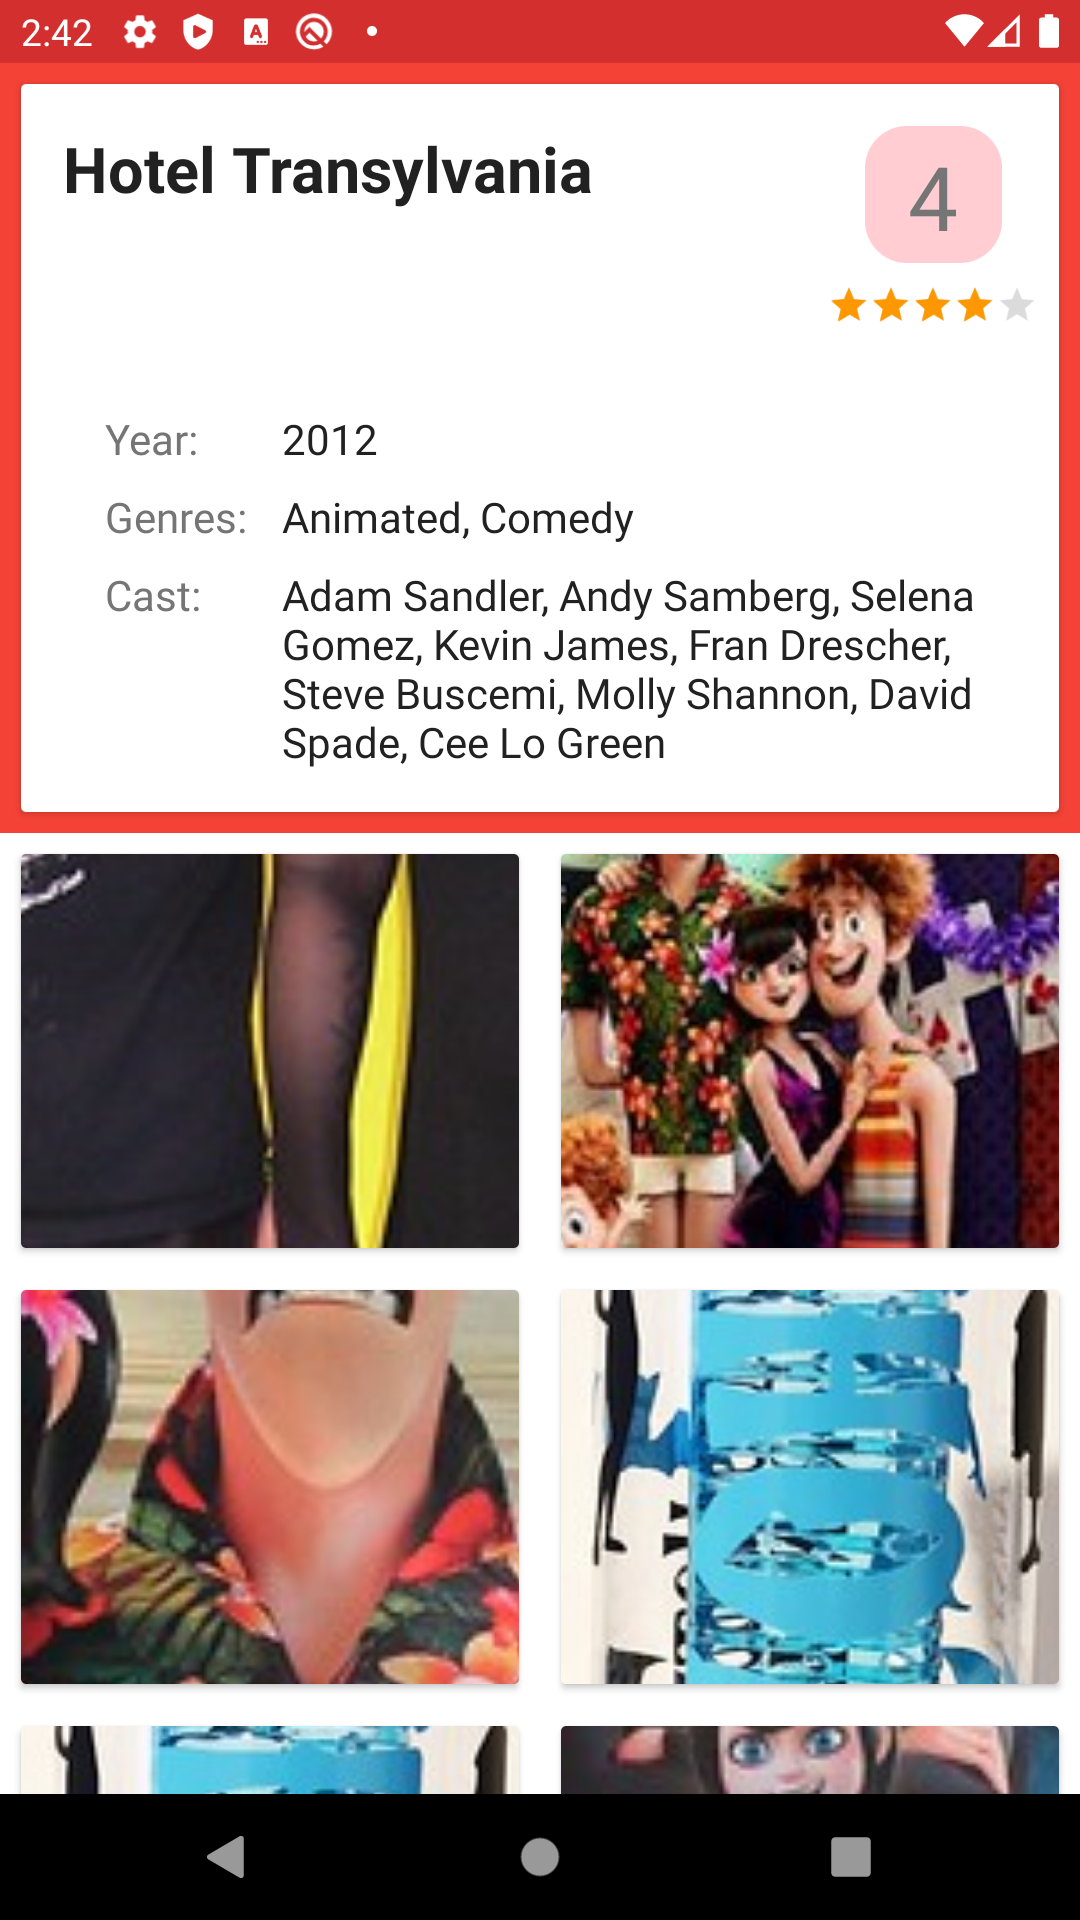 2:42
Hotel Transylvania
4
Year: 2012
Genres: Animated, Comedy
Cast: Adam Sandler, Andy Samberg, Selena
Gomez, Kevin James, Fran Drescher,
Steve Buscemi, Molly Shannon, David
Spade, Cee Lo Green